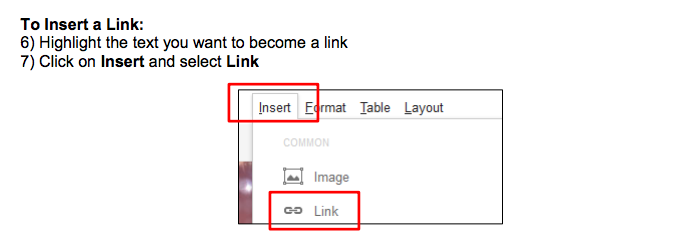 To Insert a Link:
6) Highlight the text you want to become a link
7) Click on Insert and select Link
Insert Format Table Layout
COMMON
Image
Link